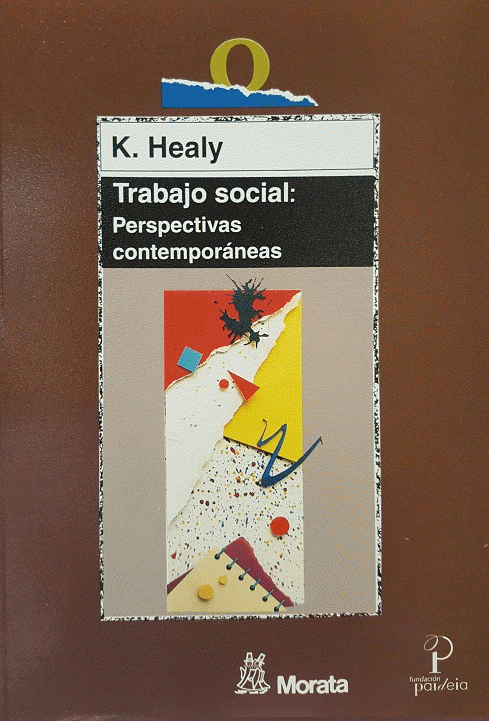 K. Healy
Trabajo social:
Perspectivas
contemporáneas
Morata
fundación
paideia